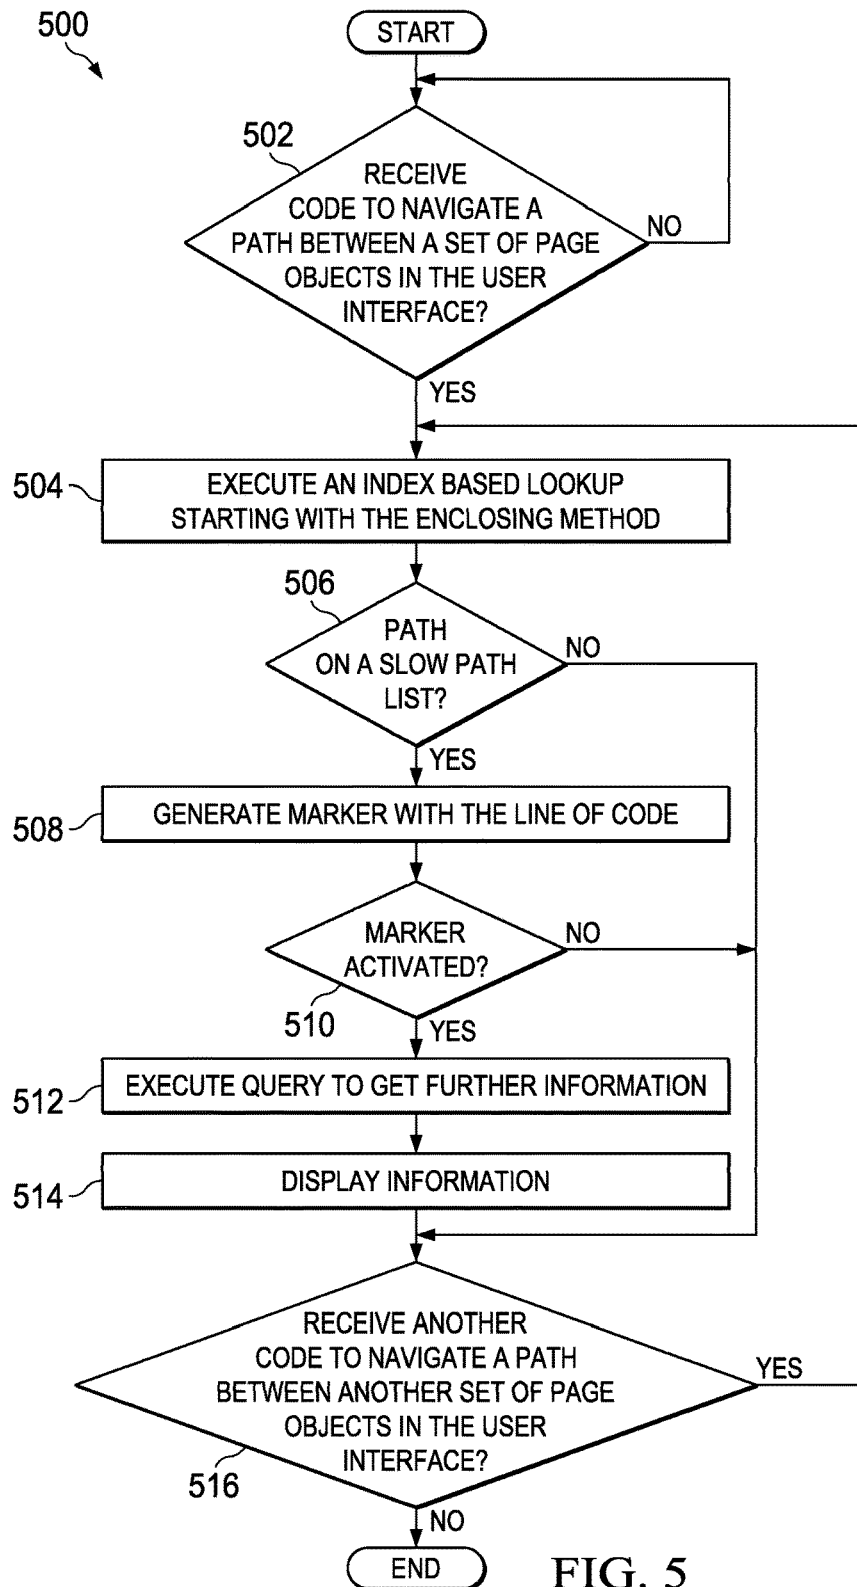 500
START
502
RECEIVE
CODE TO NAVIGATE A
PATH BETWEEN A SET OF PAGE
OBJECTS IN THE USER
INTERFACE?
NO
YES
504
EXECUTE AN INDEX BASED LOOKUP
STARTING WITH THE ENCLOSING METHOD
506
PATH
ON A SLOW PATH
LIST?
NO
YES
508
GENERATE MARKER WITH THE LINE OF CODE
MARKER
ACTIVATED?
NO
510
YES
512
EXECUTE QUERY TO GET FURTHER INFORMATION
514
DISPLAY INFORMATION
RECEIVE ANOTHER
CODE TO NAVIGATE A PATH
BETWEEN ANOTHER SET OF PAGE
OBJECTS IN THE USER
INTERFACE?
YES
516
NO
END
FIG. 5